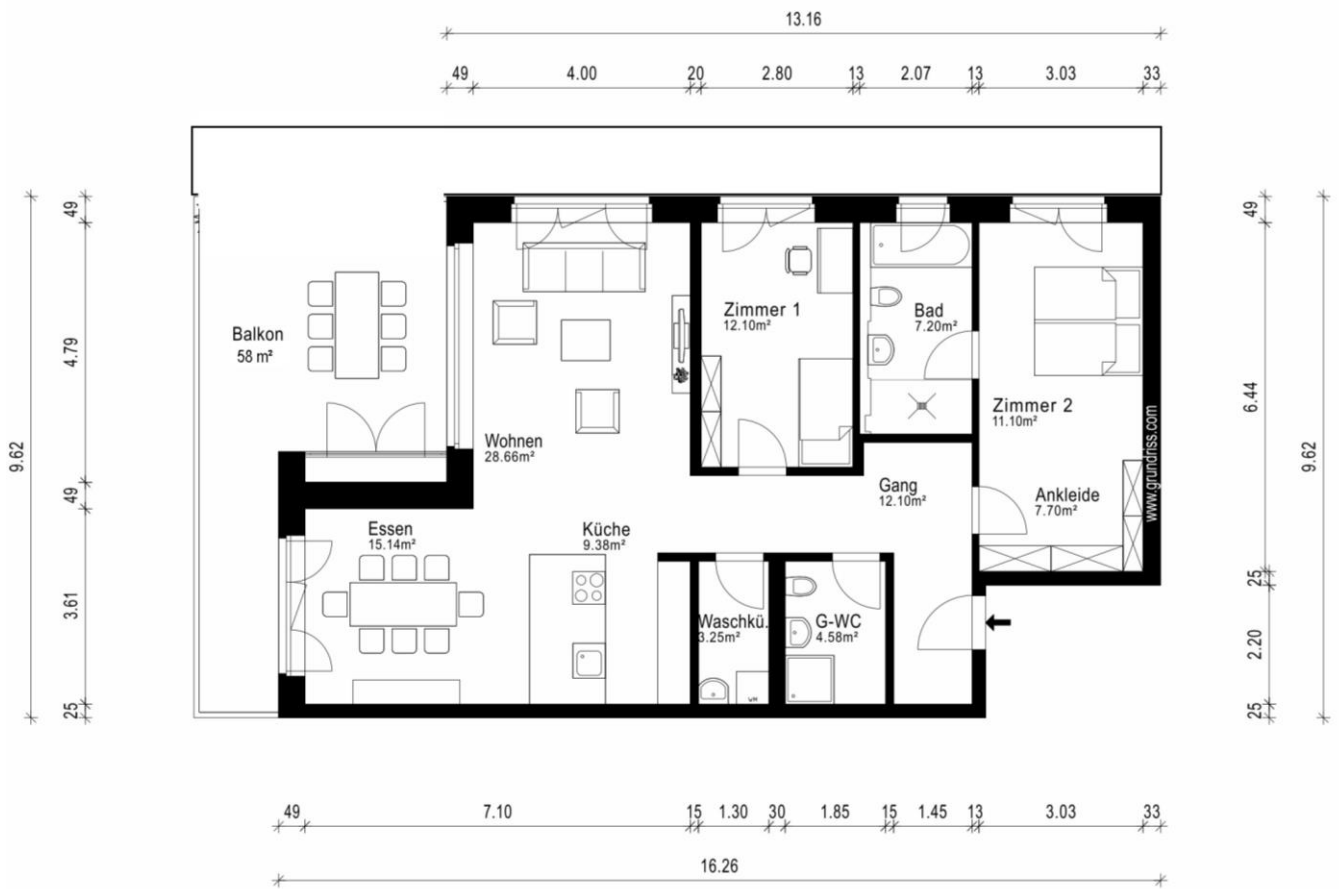 13.16
49 4.00 20 2.80 13 2.07 13 3.03 33
49
4.79
49
3.61
25
9.62
Balkon
58 m²
Wohnen
28.66m²
Zimmer 1
12.10m²
Bad
7.20m²
Zimmer 2
11.10m²
Ankleide
7.70m²
www.grundriss.com
Gang
12.10m²
Essen
15.14m²
Küche
9.38m²
Waschkü.
3.25m²
WM
G-WC
4.58m²
49
6.44
25
2.20
25
9.62
49 7.10 15 1.30 30 1.85 15 1.45 13 3.03 33
16.26